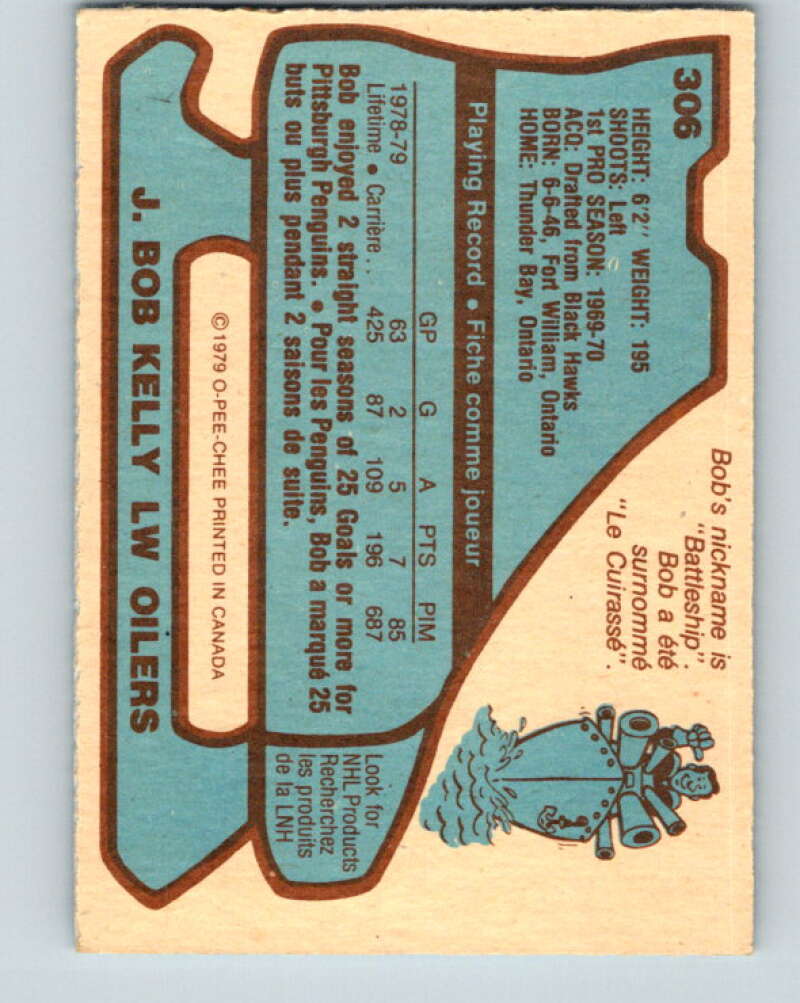 306
HEIGHT: 6'2" WEIGHT: 195
SHOOTS: Left
1st PRO SEASON: 1969-70
ACQ: Drafted from Black Hawks
BORN: 6-6-46, Fort William, Ontario
HOME: Thunder Bay, Ontario
Bob's nickname is
"Battleship".
Bob a été
surnommé
"Le Cuirassé".
Playing Record • Fiche comme joueur
GP G A PTS PIM
1978-79 63 2 5 7 85
Lifetime • Carrière .. 425 87 109 196 687
Bob enjoyed 2 straight seasons of 25 Goals or more for
Pittsburgh Penguins. • Pour les Penguins, Bob a marqué 25
buts ou plus pendant 2 saisons de suite.
Look for
NHL Products
Recherchez
les produits
de la LNH
©1979 O-PEE-CHEE PRINTED IN CANADA
J. BOB KELLY LW OILERS